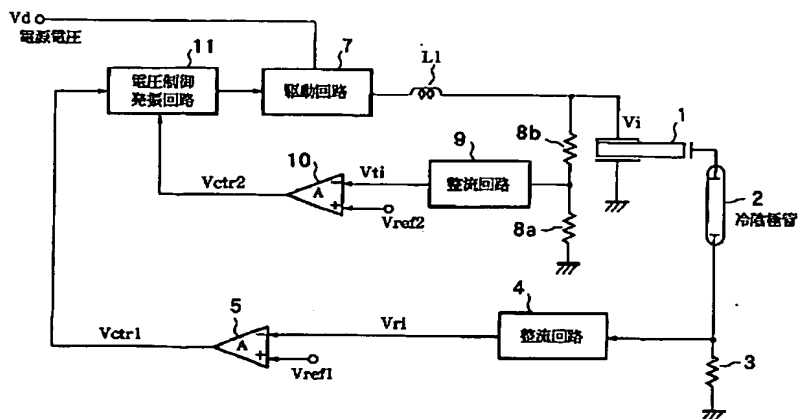 Vd
電源電圧
11
電圧制御
発振回路
7
駆動回路
L1
8b
Vi
1
9
整流回路
10
A
Vti
Vctr2
Vref2
8a
2
冷陰極管
5
A
Vctr1
Vri
Vref1
4
整流回路
3